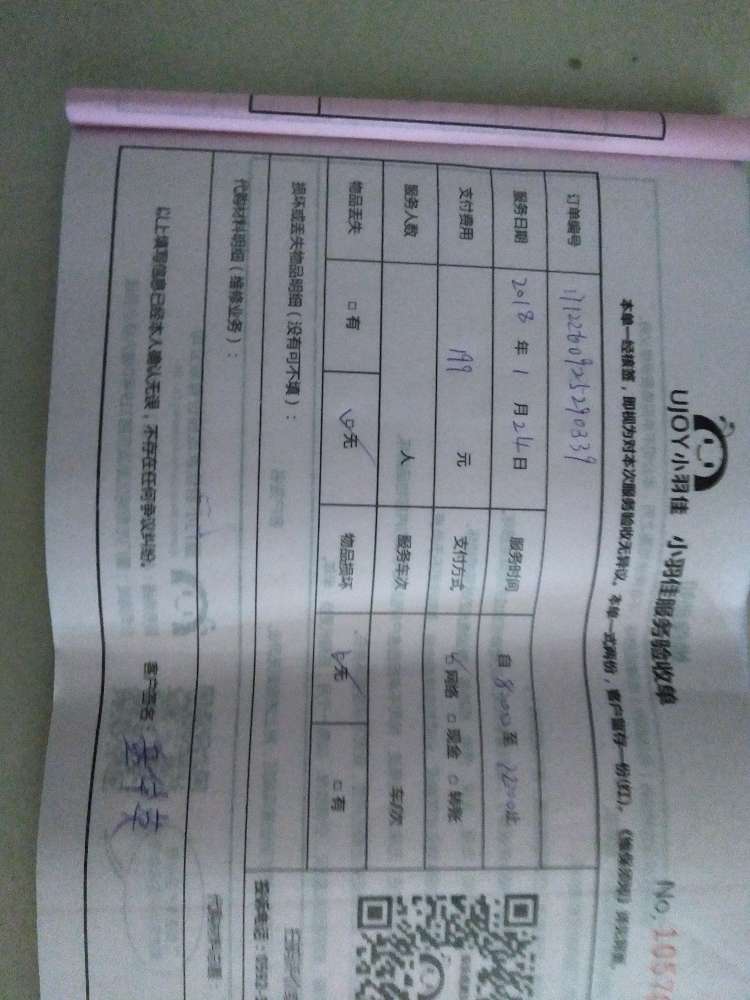 UJOY小羽佳 小羽佳服务验收单
No. 1057
本单一经核签，即视为对本次服务验收无异议。本单一式两份，客户留存一份(红)。
订单编号 1712260925290339
服务日期 2018 年 1 月 24 日 服务时间 自 8:00 至
支付费用 199 元 支付方式 网络 □ 现金 □ 转账
服务人数 人 服务车次 车/次
物品丢失 □ 有 □ 无 物品损坏 □ 无 □ 有
损坏或丢失物品明细（没有可不填）：
代购材料明细（维修业务）：
以上填写信息已经本人确认无误，不存在任何争议纠纷。 客户签名：